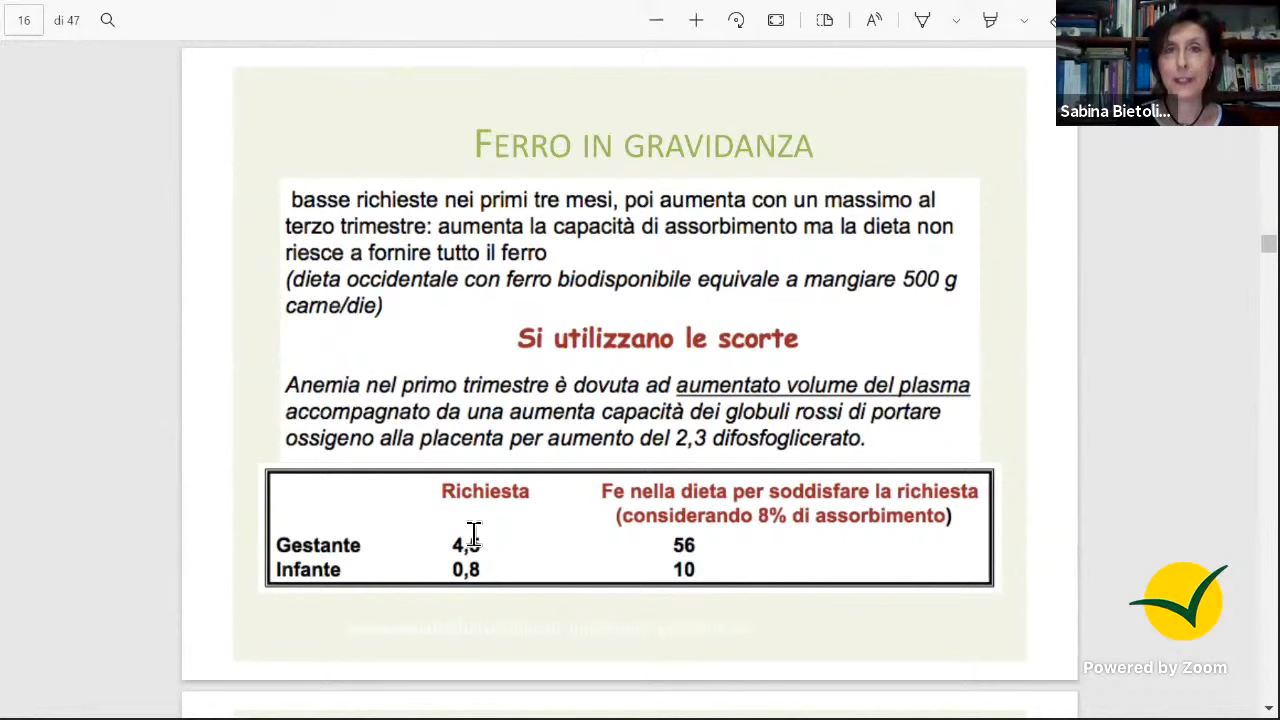 16 di 47
Sabina Bietoli...
FERRO IN GRAVIDANZA
basse richieste nei primi tre mesi, poi aumenta con un massimo al
terzo trimestre: aumenta la capacità di assorbimento ma la dieta non
riesce a fornire tutto il ferro
(dieta occidentale con ferro biodisponibile equivale a mangiare 500 g
carne/die)
Si utilizzano le scorte
Anemia nel primo trimestre è dovuta ad aumentato volume del plasma
accompagnato da una aumenta capacità dei globuli rossi di portare
ossigeno alla placenta per aumento del 2,3 difosfoglicerato.
Richiesta Fe nella dieta per soddisfare la richiesta
(considerando 8% di assorbimento)
Gestante 56
Infante 0,8 10
Powered by Zoom